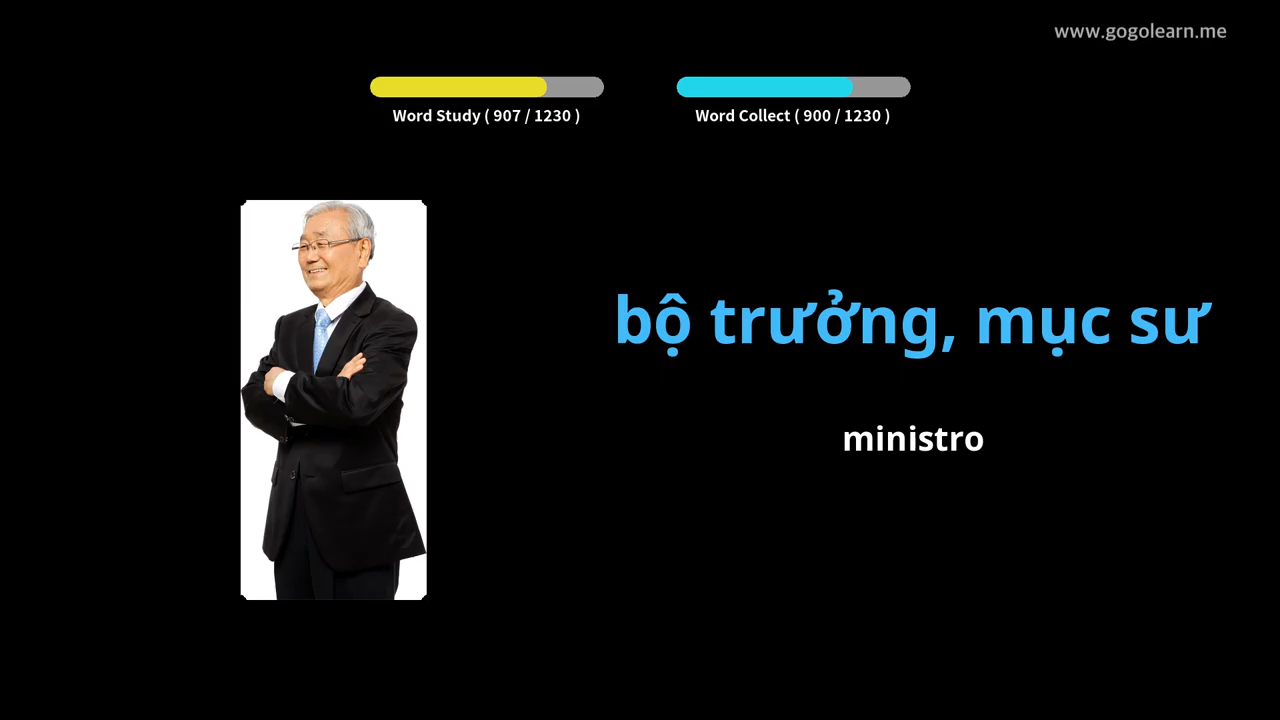 www.gogolearn.me
Word Study ( 907 / 1230 )
Word Collect ( 900 / 1230 )
bộ trưởng, mục sư
ministro